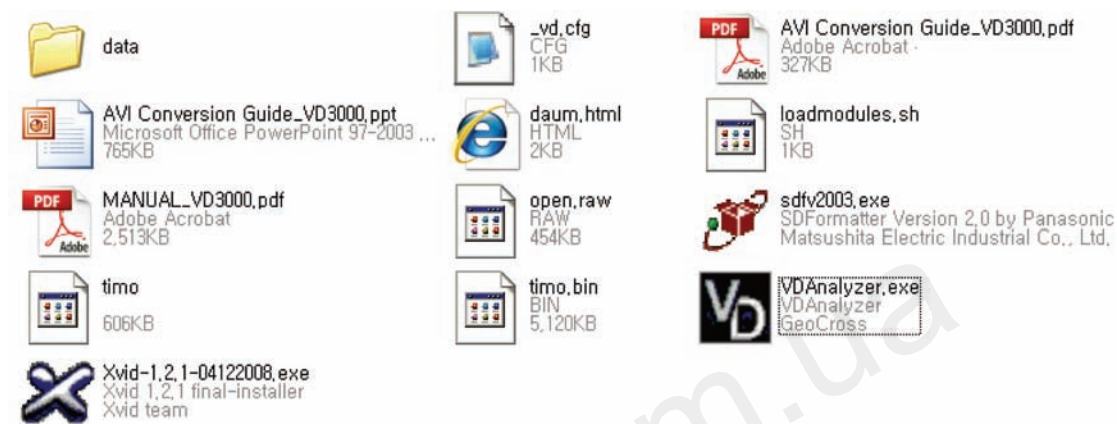 data
_vd,cfg
CFG
1KB
PDF
Adobe
AVI Conversion Guide_VD3000,pdf
Adobe Acrobat
327KB
AVI Conversion Guide_VD3000,ppt
Microsoft Office PowerPoint 97-2003 ...
765KB
daum,html
HTML
2KB
loadmodules,sh
SH
1KB
PDF
Adobe
MANUAL_VD3000,pdf
Adobe Acrobat
2,513KB
open,raw
RAW
454KB
sdfv2003,exe
SDFormatter Version 2,0 by Panasonic
Matsushita Electric Industrial Co,, Ltd,
timo
606KB
timo,bin
BIN
5,120KB
VD
VDAnalyzer,exe
VDAnalyzer
GeoCross
Xvid-1,2,1-04122008,exe
Xvid 1,2,1 final-installer
Xvid team
m.ua